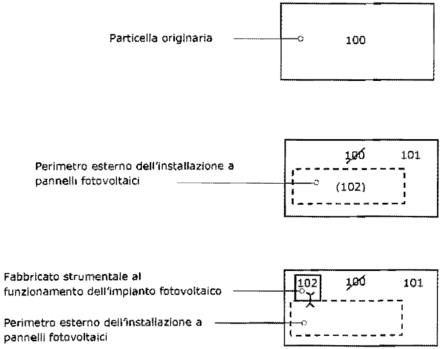 Particella originaria
100
100 101
Perimetro esterno dell'installazione a
pannelli fotovoltaici
(102)
Fabbricato strumentale al
funzionamento dell'impianto fotovoltaico
102 100 101
Perimetro esterno dell'installazione a
pannelli fotovoltaici